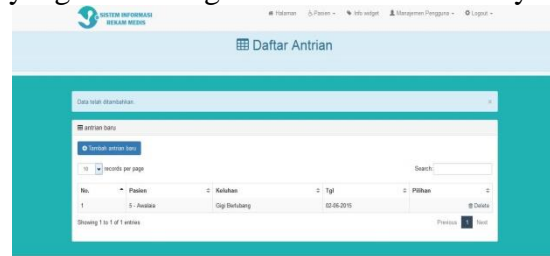 SISTEM INFORMASI
REKAM MEDIS
Halaman Pasien Info widget Manajemen Pengguna Logout
Daftar Antrian
Data telah ditambahkan.
antrian baru
Tambah antrian baru
10 records per page
Search:
No. Pasien Keluhan Tgl Pilihan
1 5 - Awalaia Gigi Berlubang 02-06-2015 Delete
Showing 1 to 1 of 1 entries
Previous 1 Next